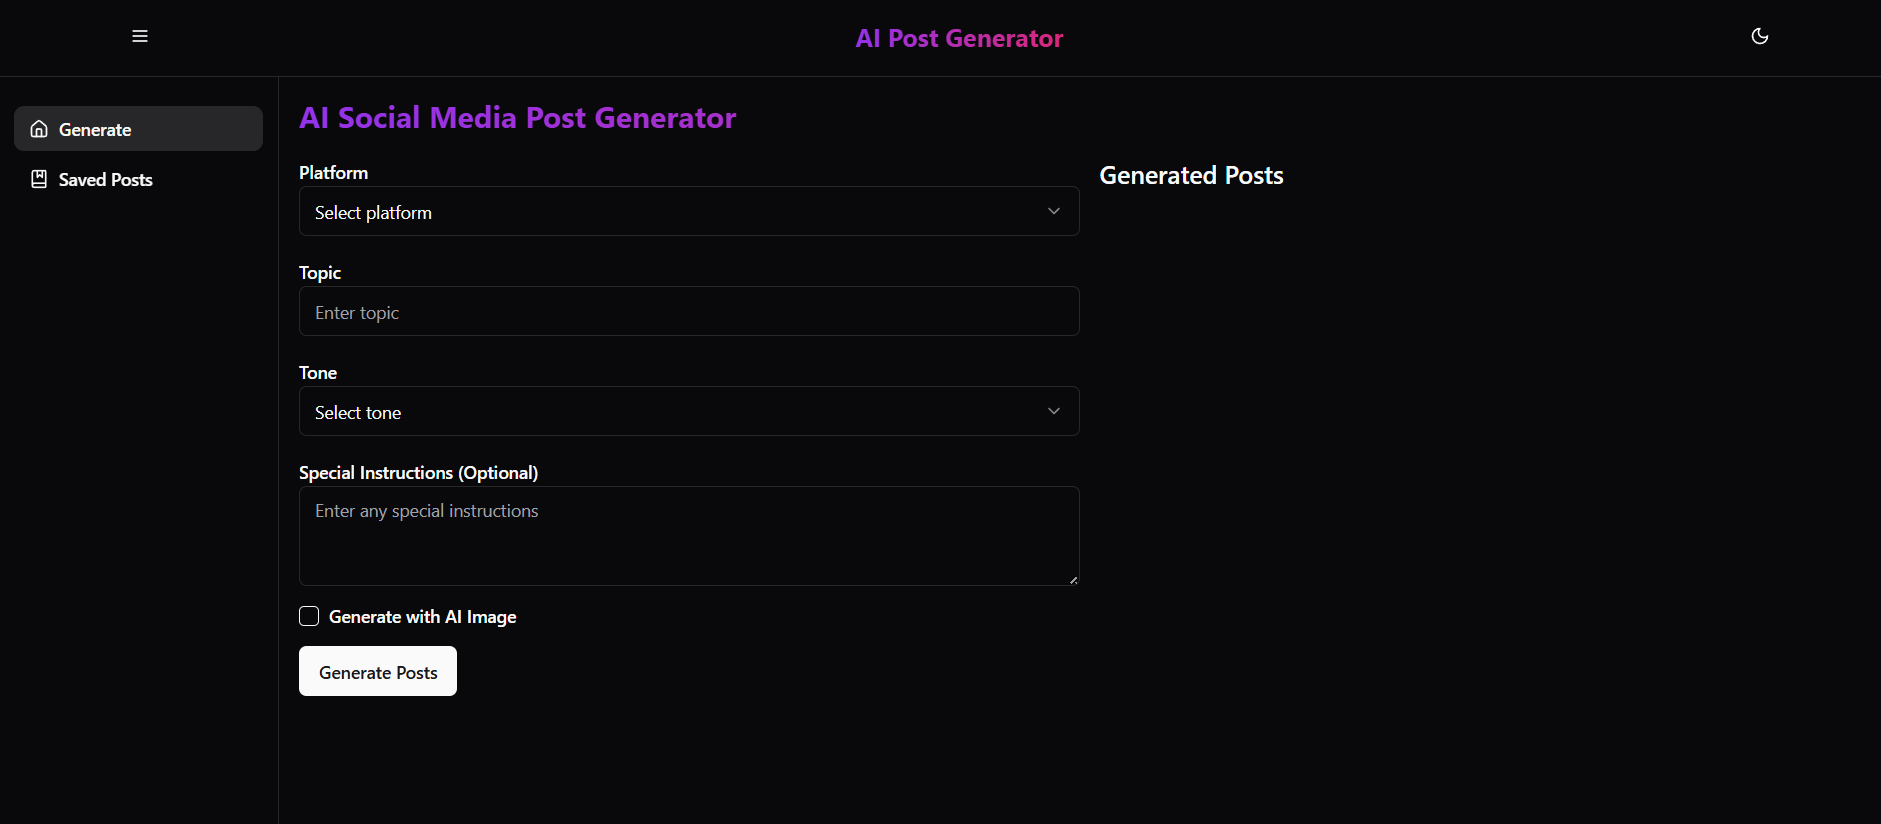 AI Post Generator
Generate
Saved Posts
AI Social Media Post Generator
Platform
Select platform
Topic
Enter topic
Tone
Select tone
Special Instructions (Optional)
Enter any special instructions
Generate with AI Image
Generate Posts
Generated Posts